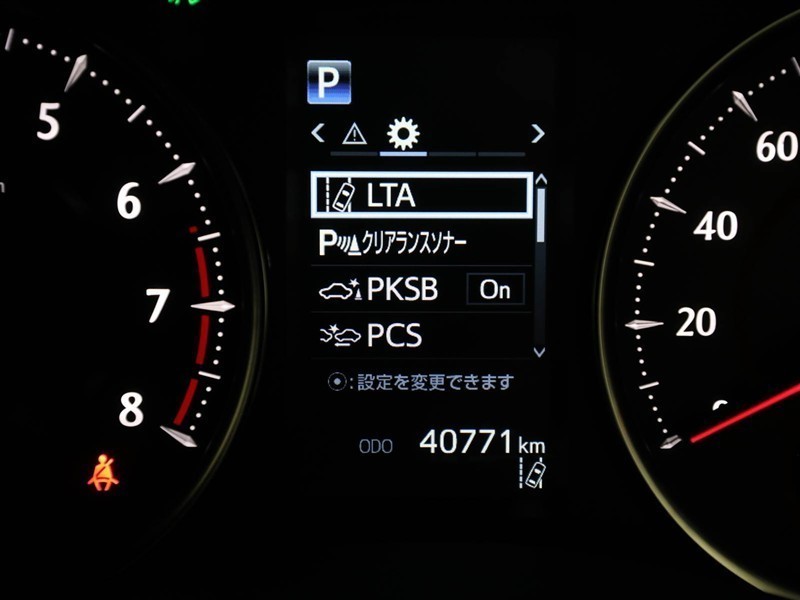 P
LTA
Pクリアランスソナー
PKSB On
PCS
:設定を変更できます
ODO 40771 km
5
6
7
8
60
40
20